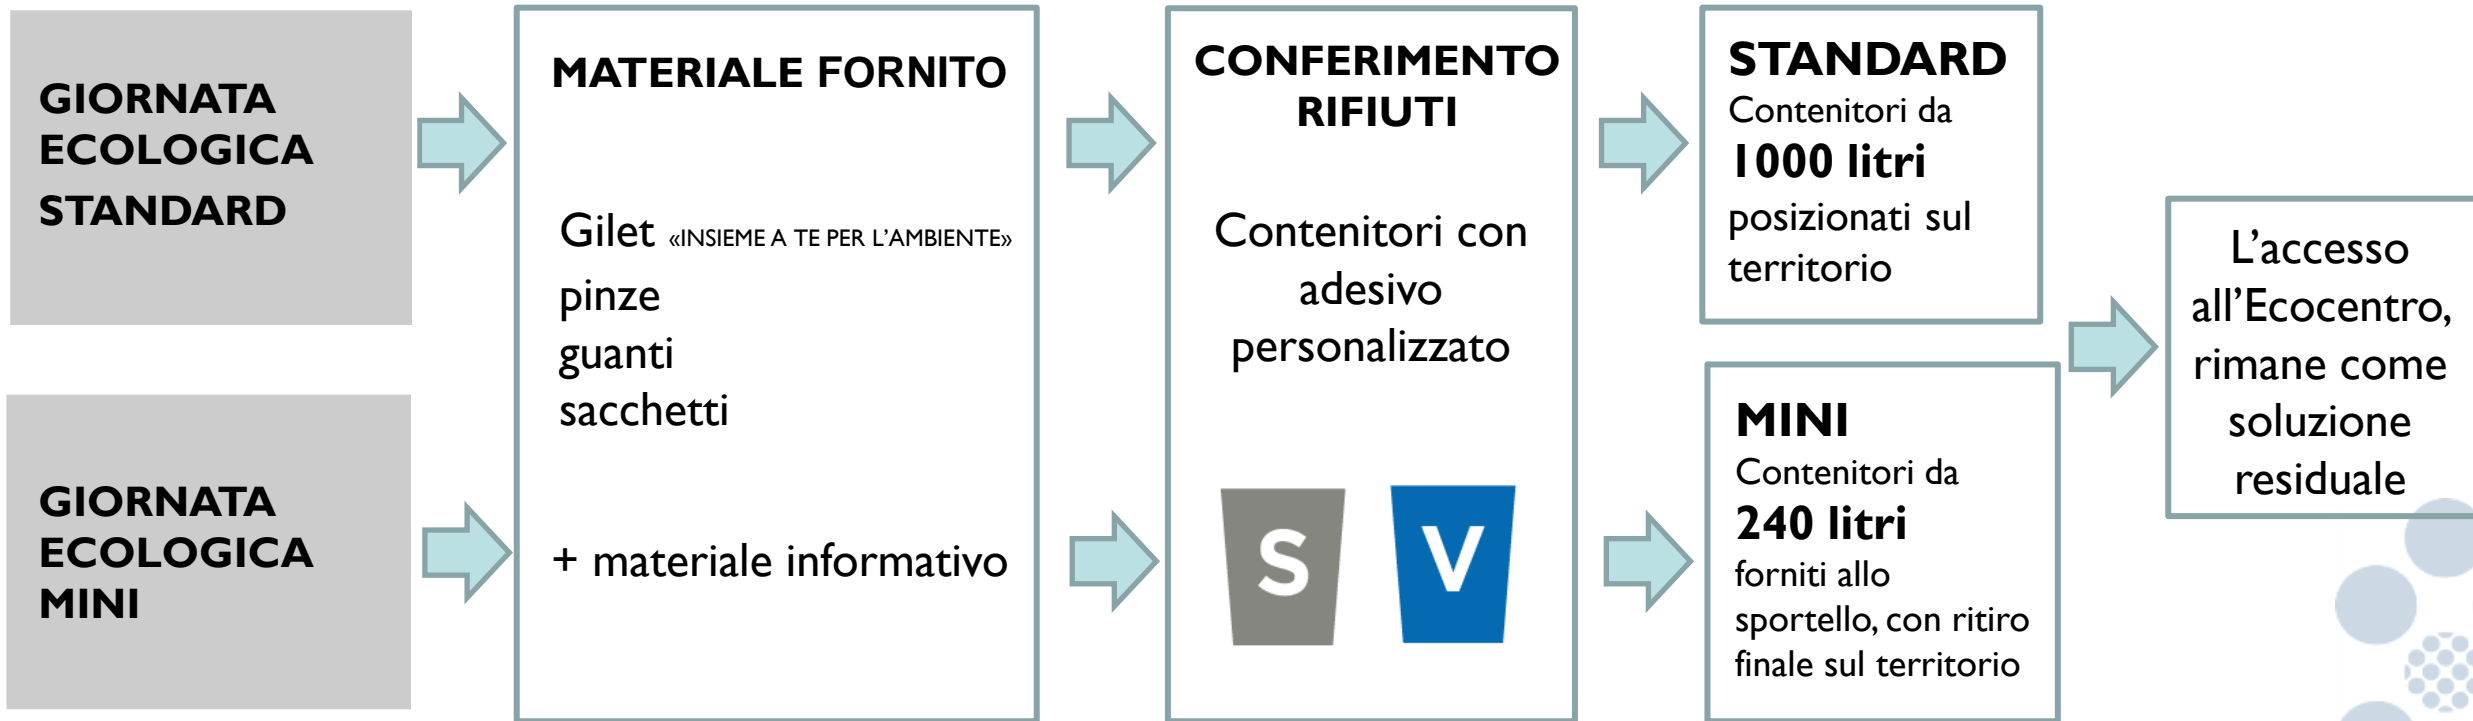 GIORNATA
ECOLOGICA
STANDARD
GIORNATA
ECOLOGICA
MINI
MATERIALE FORNITO
Gilet «INSIEME A TE PER L’AMBIENTE»
pinze
guanti
sacchetti
+ materiale informativo
CONFERIMENTO
RIFIUTI
Contenitori con
adesivo
personalizzato
S
V
STANDARD
Contenitori da
1000 litri
posizionati sul
territorio
MINI
Contenitori da
240 litri
forniti allo
sportello, con ritiro
finale sul territorio
L’accesso
all’Ecocentro,
rimane come
soluzione
residuale